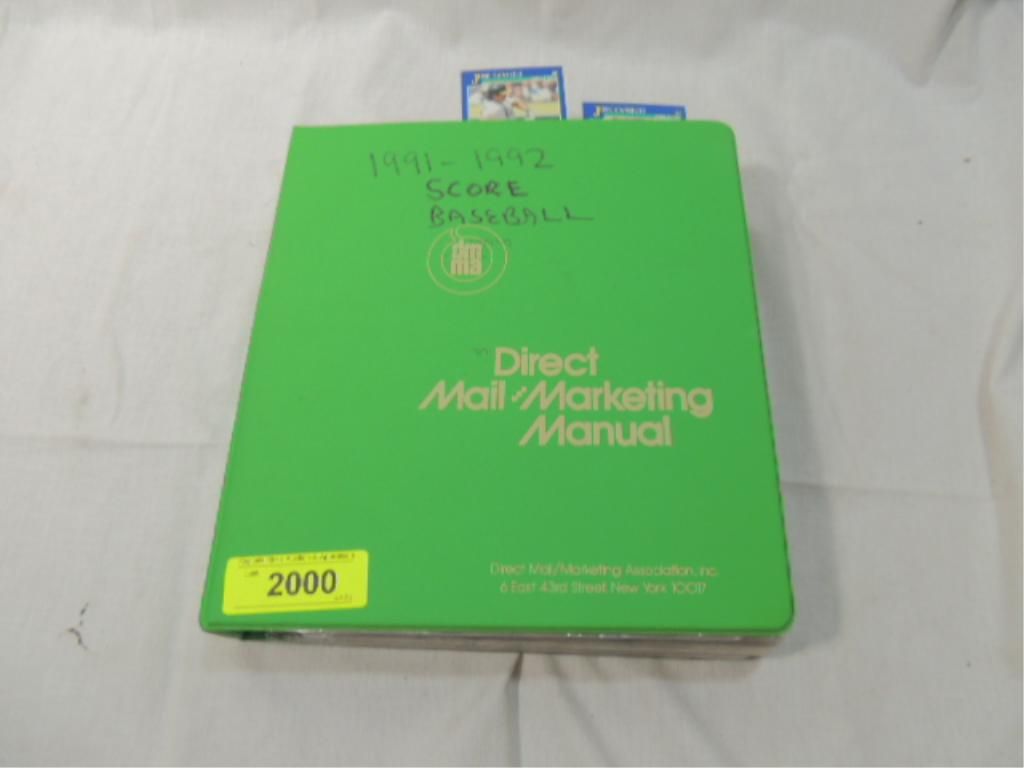 1991-1992
SCORE
BASEBALL
dm
ma
Direct
Mail Marketing
Manual
Direct Mail/Marketing Association, Inc.
6 East 43rd Street, New York 10017
2000